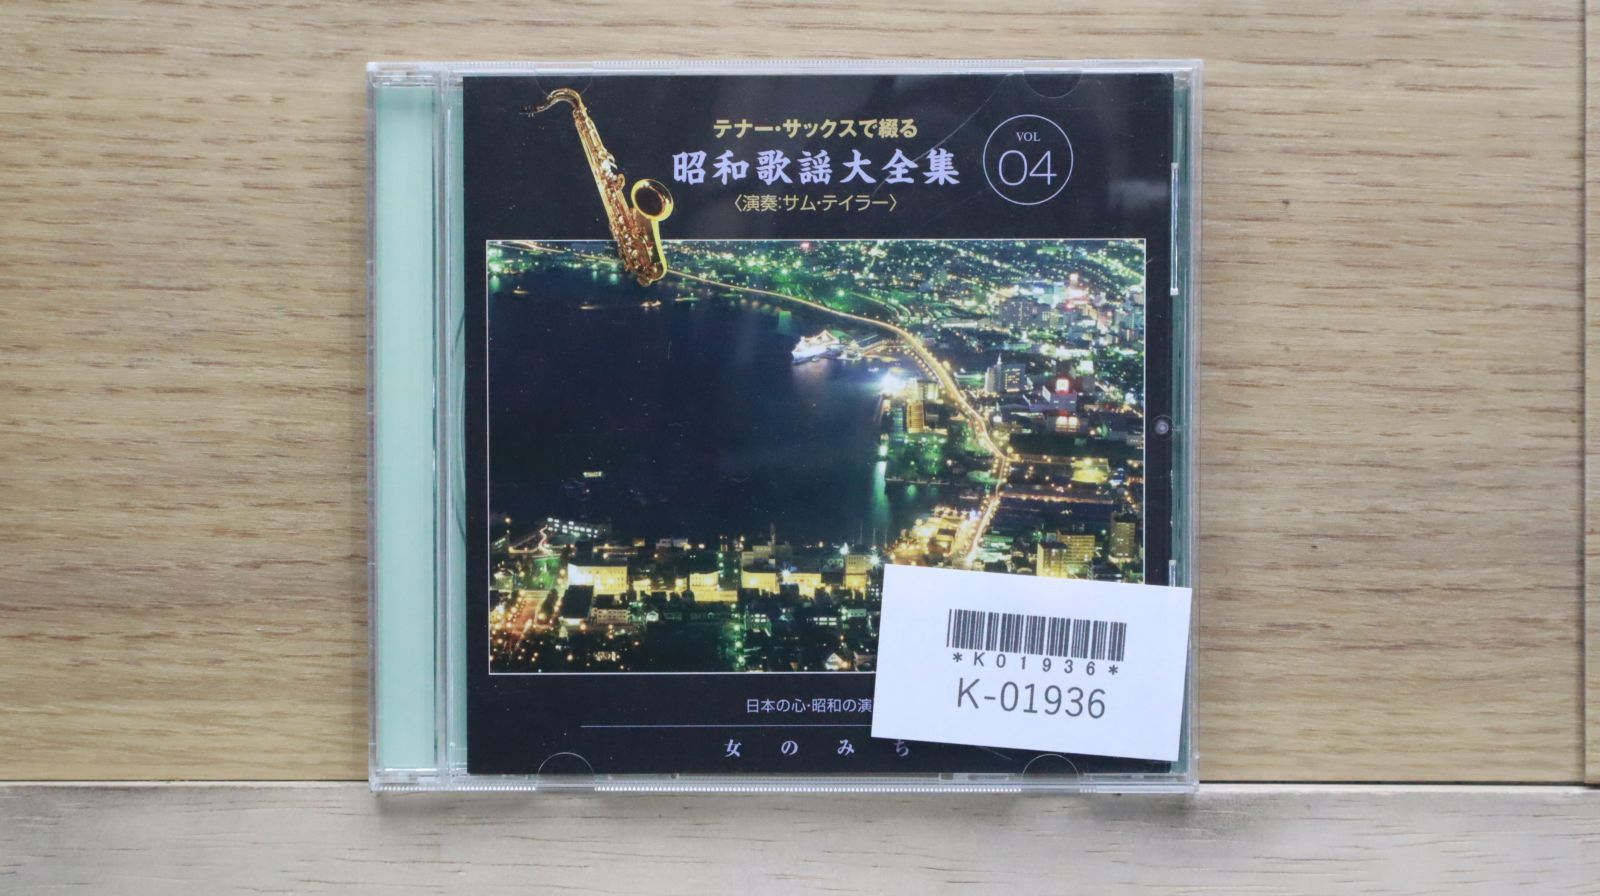 テナー・サックスで綴る
昭和歌謡大全集
〈演奏:サム・テイラー〉
VOL
04
日本の心・昭和の演
女のみち
*K01936*
K-01936